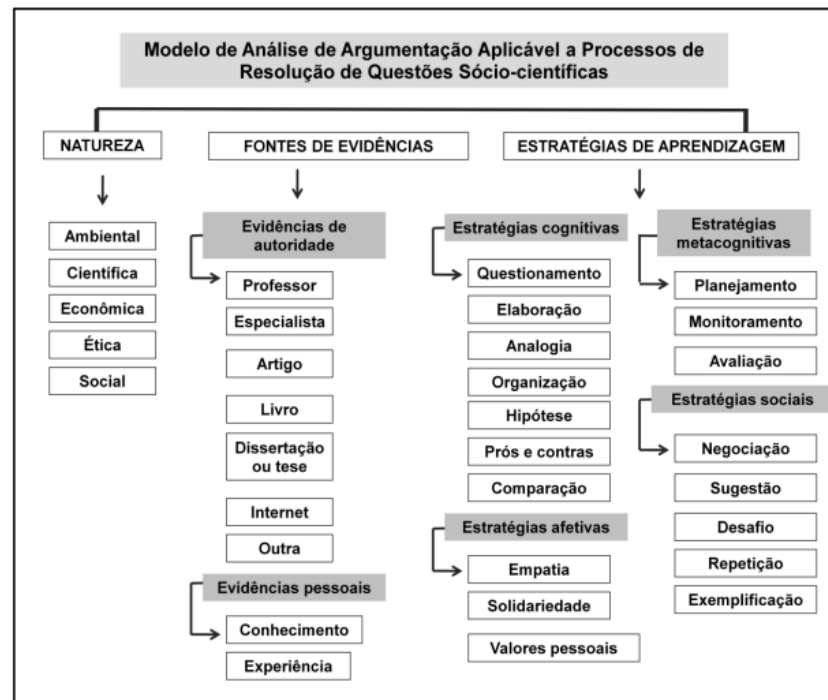 Modelo de Análise de Argumentação Aplicável a Processos de
Resolução de Questões Sócio-científicas
NATUREZA
Ambiental
Científica
Econômica
Ética
Social
FONTES DE EVIDÊNCIAS
Evidências de
autoridade
Professor
Especialista
Artigo
Livro
Dissertação
ou tese
Internet
Outra
Evidências pessoais
Conhecimento
Experiência
ESTRATÉGIAS DE APRENDIZAGEM
Estratégias cognitivas
Questionamento
Elaboração
Analogia
Organização
Hipótese
Prós e contras
Comparação
Estratégias afetivas
Empatia
Solidariedade
Valores pessoais
Estratégias
metacognitivas
Planejamento
Monitoramento
Avaliação
Estratégias sociais
Negociação
Sugestão
Desafio
Repetição
Exemplificação